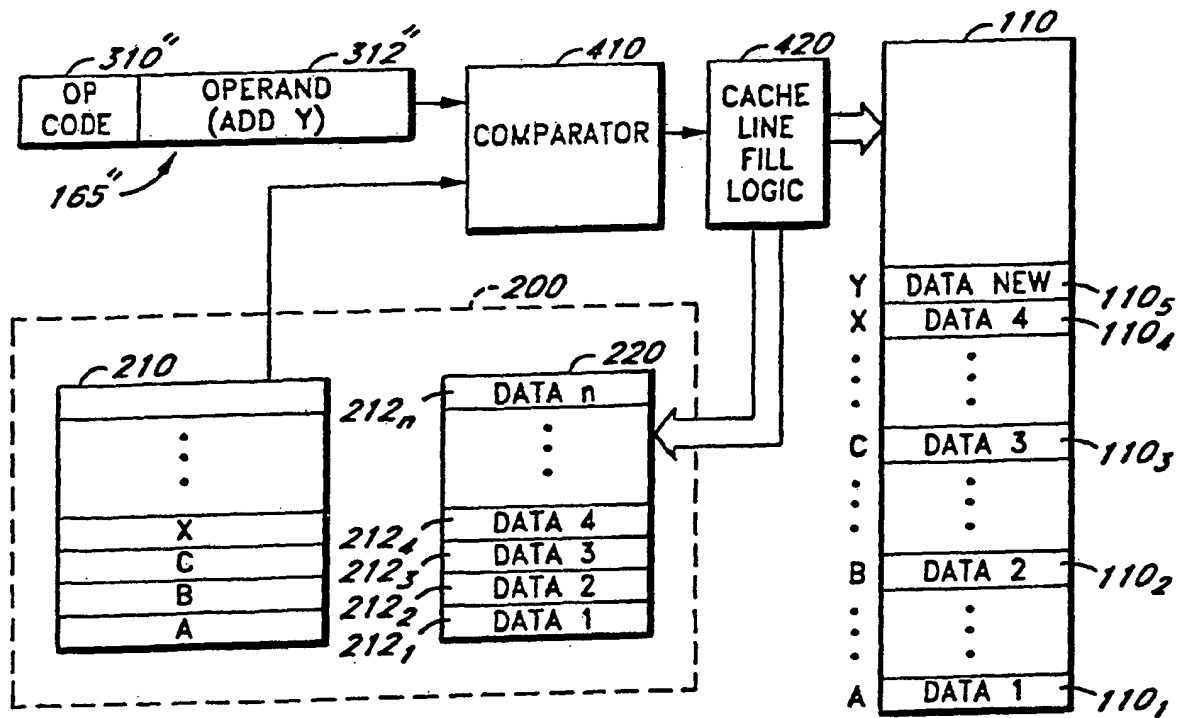 310" 312" 410 420 110
OP CODE
OPERAND (ADD Y)
COMPARATOR
CACHE LINE FILL LOGIC
165"
200
210
X
C
B
A
220
212n DATA n
2124 DATA 4
2123 DATA 3
2122 DATA 2
2121 DATA 1
Y DATA NEW 1105
X DATA 4 1104
C DATA 3 1103
B DATA 2 1102
A DATA 1 1101